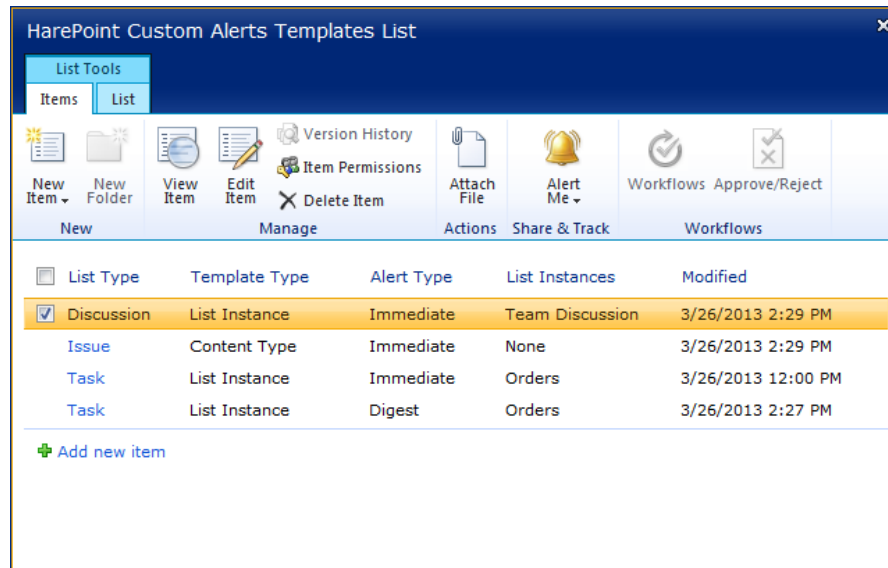 HarePoint Custom Alerts Templates List
List Tools
Items List
New Item
New Folder
View Item
Edit Item
Version History
Item Permissions
Delete Item
Attach File
Alert Me
Workflows Approve/Reject
New Manage Actions Share & Track Workflows
List Type Template Type Alert Type List Instances Modified
Discussion List Instance Immediate Team Discussion 3/26/2013 2:29 PM
Issue Content Type Immediate None 3/26/2013 2:29 PM
Task List Instance Immediate Orders 3/26/2013 12:00 PM
Task List Instance Digest Orders 3/26/2013 2:27 PM
Add new item